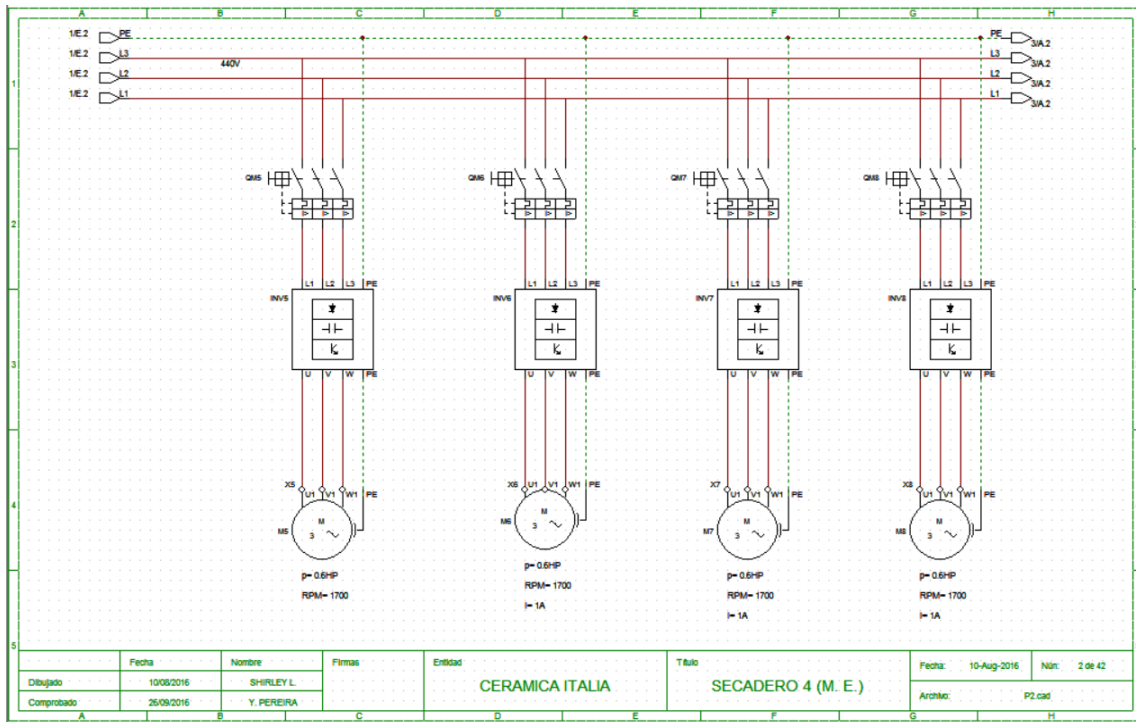 A B C D E F G H
1/E.2 PE PE 3/A.2
1/E.2 L3 L3 3/A.2
440V
1/E.2 L2 L2 3/A.2
1/E.2 L1 L1 3/A.2
1
QM5 QM6 QM7 QM8
2
L1 L2 L3 PE L1 L2 L3 PE L1 L2 L3 PE L1 L2 L3 PE
INV5 INV6 INV7 INV8
3
U V W PE U V W PE U V W PE U V W PE
X5 U1 V1 W1 PE X6 U1 V1 W1 PE X7 U1 V1 W1 PE X8 U1 V1 W1 PE
4
M M M M
M5 3 M6 3 M7 3 M8 3
p= 0.6HP p= 0.6HP p= 0.6HP p= 0.6HP
RPM= 1700 RPM= 1700 RPM= 1700 RPM= 1700
I= 1A I= 1A I= 1A
5
Fecha Nombre Firmas Entidad Título Fecha: 10-Aug-2016 Núm: 2 de 42
Dibujado 10/08/2016 SHIRLEY L. CERAMICA ITALIA SECADERO 4 (M. E.)
Comprobado 26/09/2016 Y. PEREIRA Archivo: P2.cad
A B C D E F G H